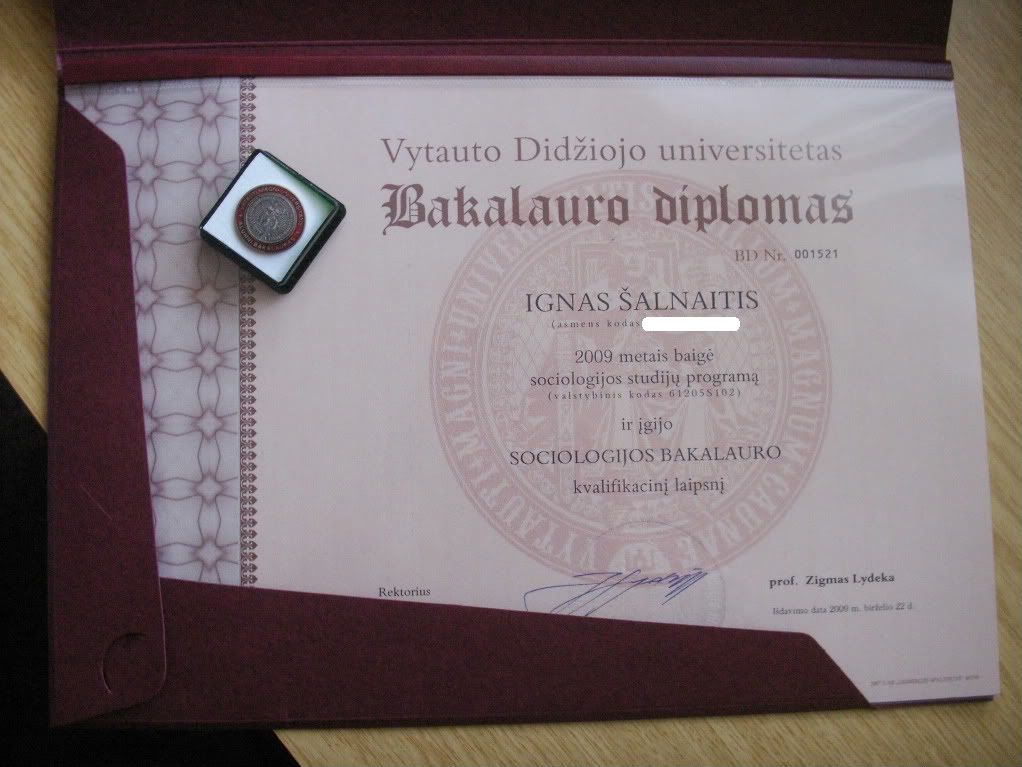 Vytauto Didžiojo universitetas
Bakalauro diplomas
BD Nr. 001521
IGNAS ŠALNAITIS
(asmens kodas
2009 metais baigė
sociologijos studijų programą
(valstybinis kodas 61205S102)
ir įgijo
SOCIOLOGIJOS BAKALAURO
kvalifikacinį laipsnį
Rektorius
prof. Zigmas Lydeka
Išdavimo data 2009 m. birželio 22 d.